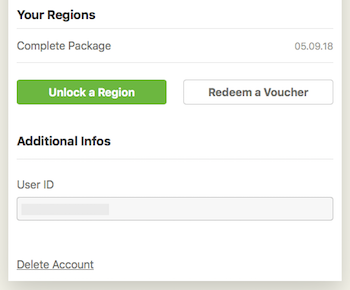 Your Regions
Complete Package 05.09.18
Unlock a Region Redeem a Voucher
Additional Infos
User ID
Delete Account